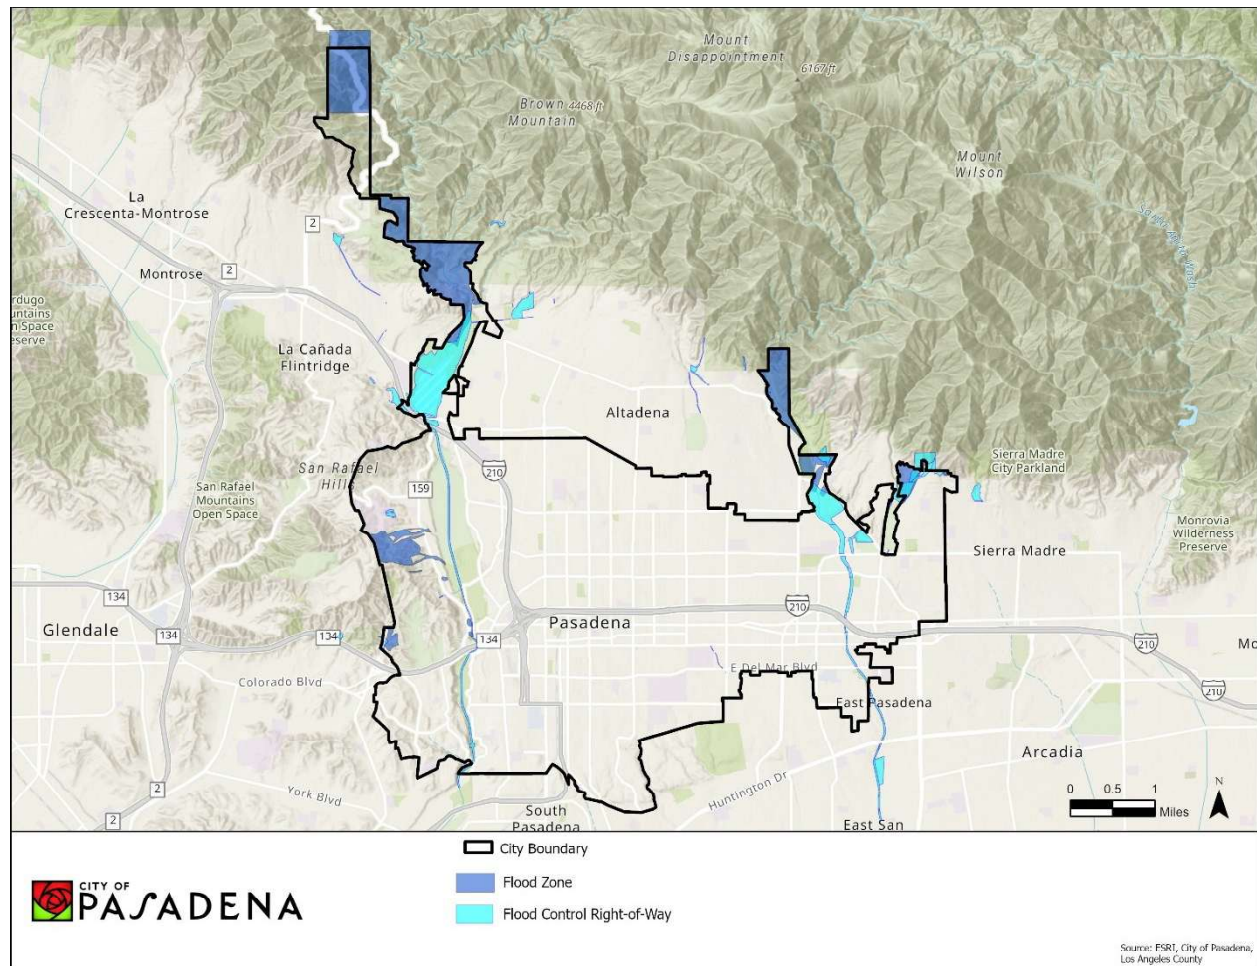 Mount
Disappointment
6167 ft
Brown
Mountain
4468 ft
Mount
Wilson
La
Crescenta-Montrose
2
Montrose
2
La Cañada
Flintridge
Altadena
San Rafael
Hills
San Rafael
Mountains
Open Space
159
210
Sierra Madre
City Parkland
Sierra Madre
Monrovia
Wilderness
Preserve
134
Glendale
134
134
134
Pasadena
210
210
210
Colorado Blvd
E Del Mar Blvd
East Pasadena
Arcadia
Huntington Dr
York Blvd
2
2
South
Pasadena
East San
0 0.5 1
Miles
N
City Boundary
Flood Zone
Flood Control Right-of-Way
CITY OF
PASADENA
Source: ESRI, City of Pasadena,
Los Angeles County